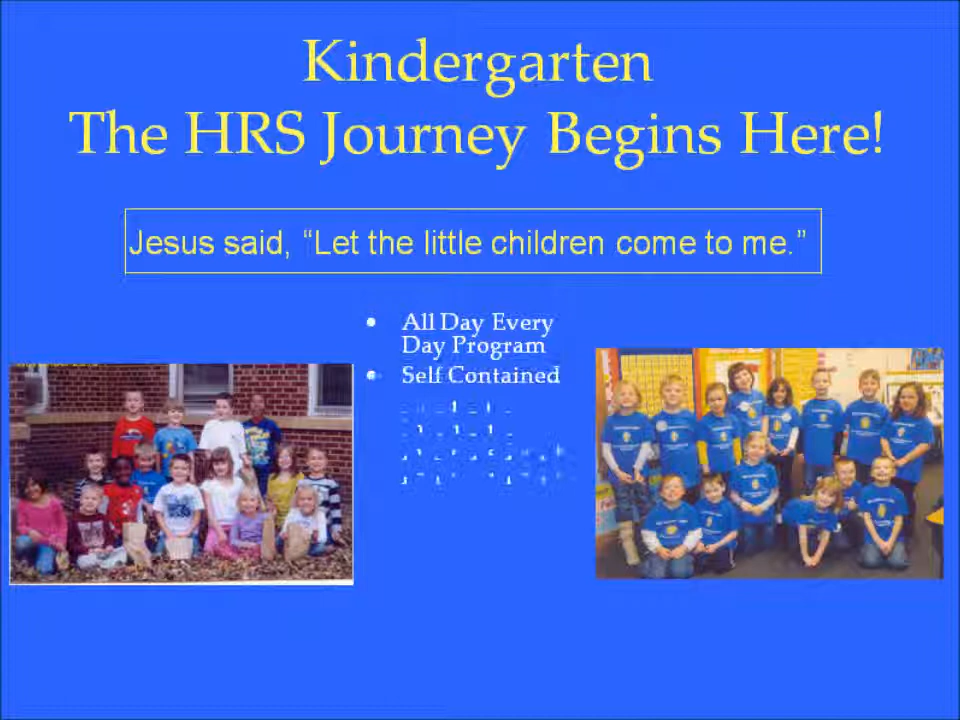 Kindergarten
The HRS Journey Begins Here!
Jesus said, “Let the little children come to me.”
• All Day Every
Day Program
• Self Contained